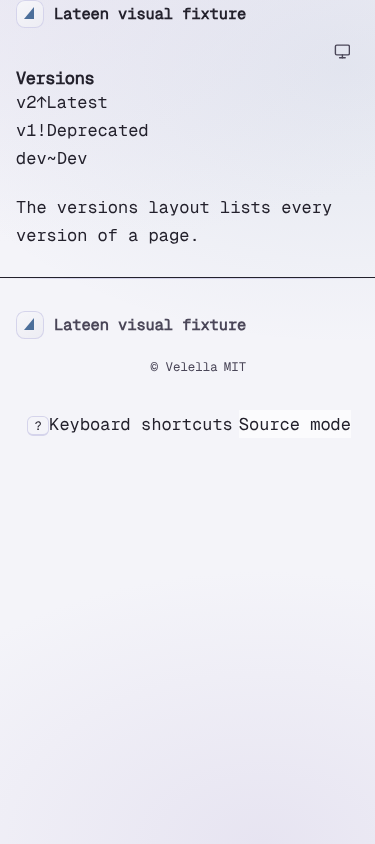 Lateen visual fixture
Versions
v2↑Latest
v1!Deprecated
dev~Dev
The versions layout lists every
version of a page.
Lateen visual fixture
© Velella MIT
?Keyboard shortcuts Source mode